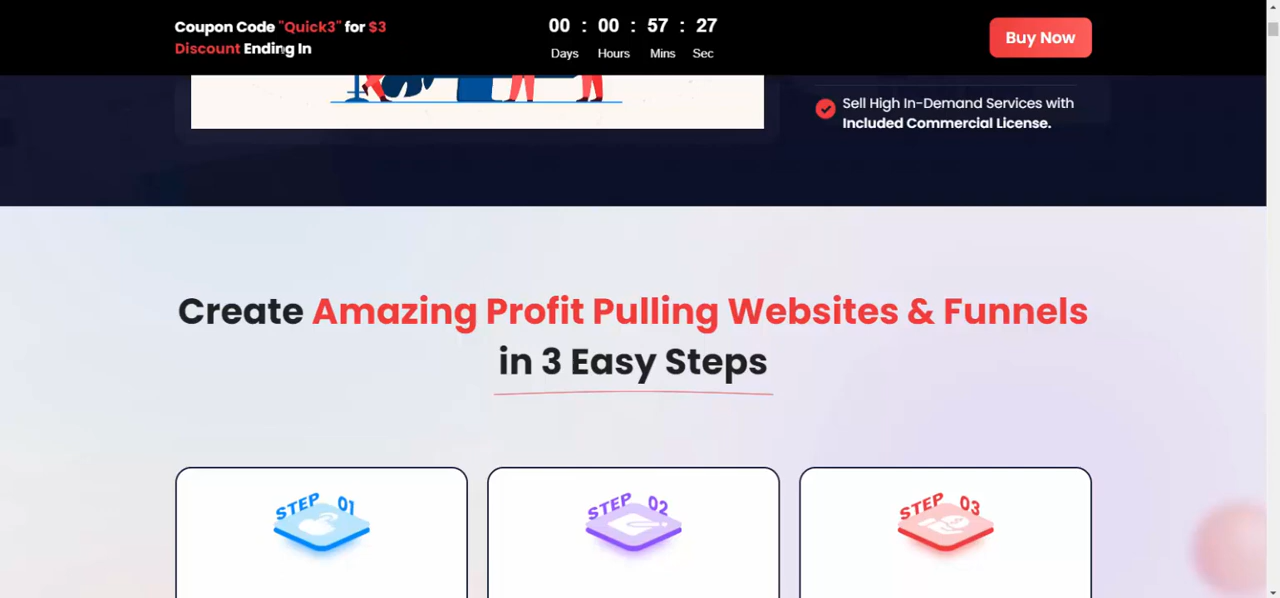 Coupon Code "Quick3" for $3
Discount Ending In
00 : 00 : 57 : 27
Days Hours Mins Sec
Buy Now
Sell High In-Demand Services with
Included Commercial License.
Create Amazing Profit Pulling Websites & Funnels
in 3 Easy Steps
STEP 01
STEP 02
STEP 03